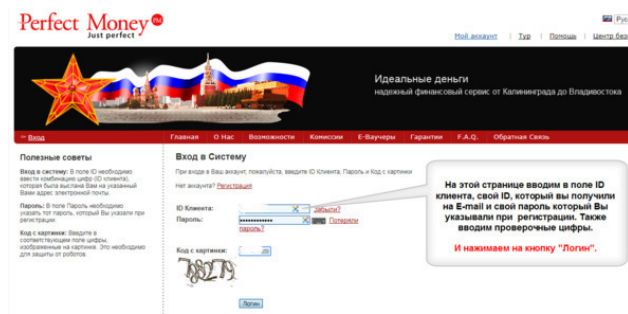 Perfect Money PM
Just perfect
Мой аккаунт | Тур | Помощь | Центр без
Идеальные деньги
надежный финансовый сервис от Калининграда до Владивостока
Вход
Главная О Нас Возможности Комиссии Е-Ваучеры Гарантии F.A.Q. Обратная Связь
Полезные советы
Вход в систему: В поле ID необходимо
ввести комбинацию цифр (ID клиента),
которая была выслана Вам на указанный
Вами адрес электронной почты.
Пароль: В поле Пароль необходимо
указать тот пароль, который Вы указали при
регистрации.
Код с картинки: Введите в
соответствующем поле цифры,
изображенные на картинке. Это необходимо
для защиты от роботов.
Вход в Систему
При входе в Ваш аккаунт, пожалуйста, введите ID Клиента, Пароль и Код с картинки
Нет аккаунта? Регистрация
ID Клиента: Забыли?
Пароль: Потеряли
пароль?
Код с картинки:
Логин
На этой странице вводим в поле ID
клиента, свой ID, который вы получили
на E-mail и свой пароль который Вы
указывали при регистрации. Также
вводим проверочные цифры.
И нажимаем на кнопку "Логин".